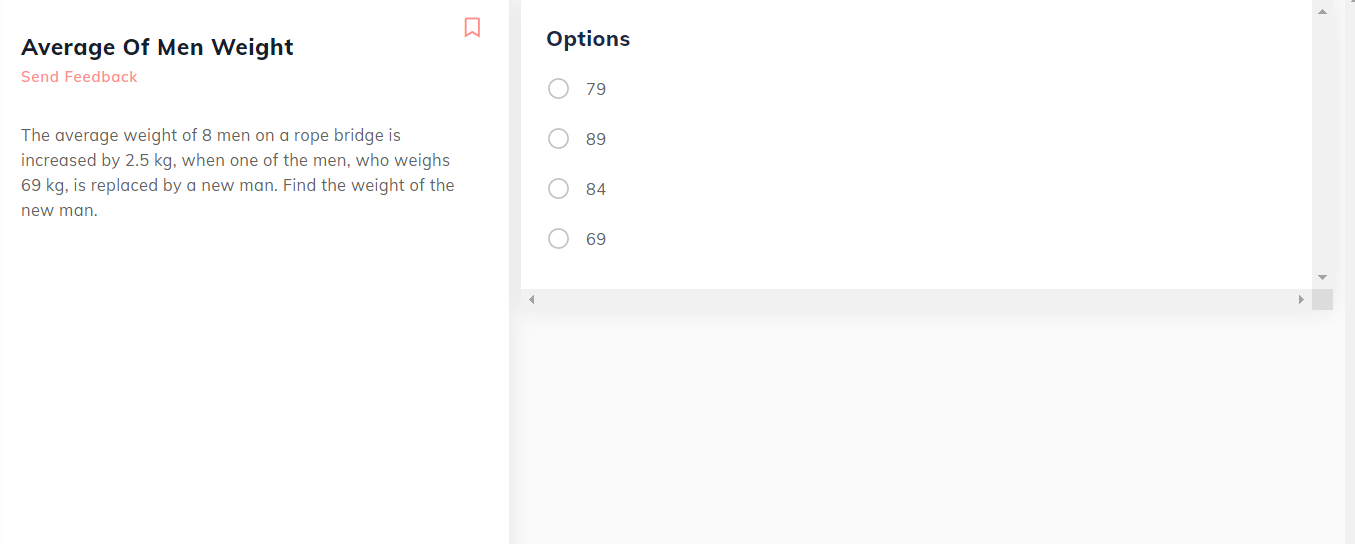 Average Of Men Weight
Send Feedback
The average weight of 8 men on a rope bridge is
increased by 2.5 kg, when one of the men, who weighs
69 kg, is replaced by a new man. Find the weight of the
new man.
Options
79
89
84
69